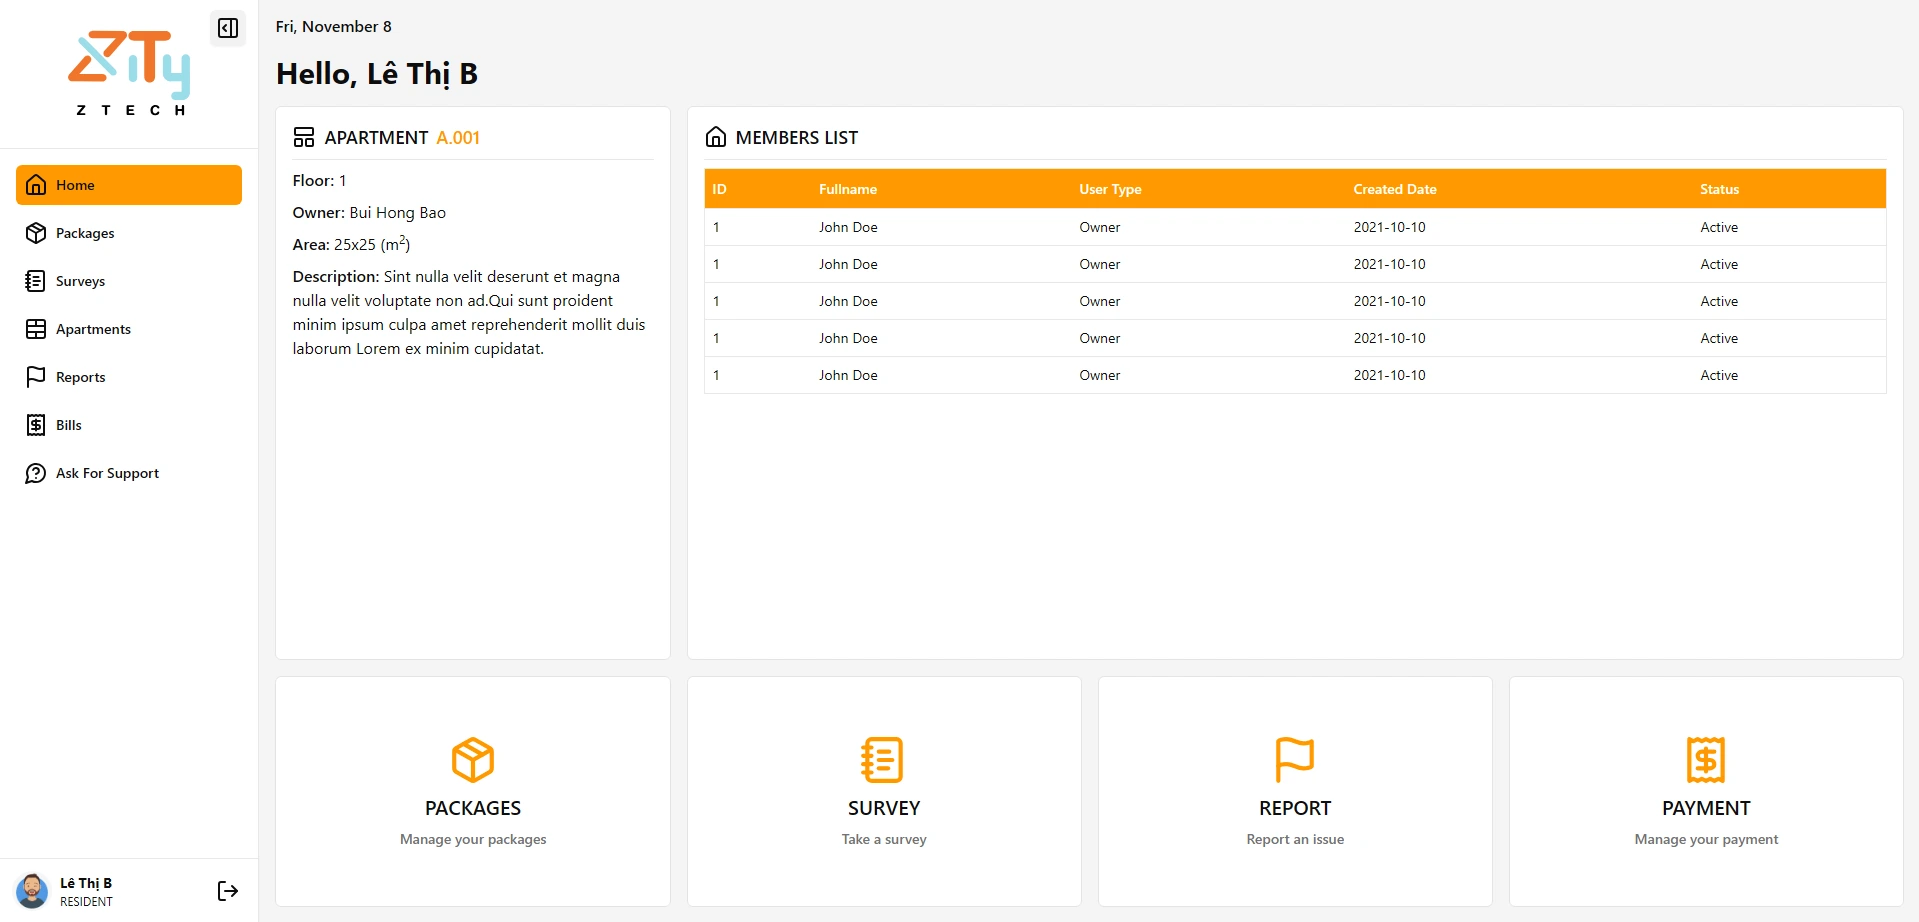 ZiTy
Z T E C H
Home
Packages
Surveys
Apartments
Reports
Bills
Ask For Support
Lê Thị B
RESIDENT
Fri, November 8
Hello, Lê Thị B
APARTMENT A.001
Floor: 1
Owner: Bui Hong Bao
Area: 25x25 (m²)
Description: Sint nulla velit deserunt et magna
nulla velit voluptate non ad.Qui sunt proident
minim ipsum culpa amet reprehenderit mollit duis
laborum Lorem ex minim cupidatat.
MEMBERS LIST
ID Fullname User Type Created Date Status
1 John Doe Owner 2021-10-10 Active
1 John Doe Owner 2021-10-10 Active
1 John Doe Owner 2021-10-10 Active
1 John Doe Owner 2021-10-10 Active
1 John Doe Owner 2021-10-10 Active
PACKAGES
Manage your packages
SURVEY
Take a survey
REPORT
Report an issue
PAYMENT
Manage your payment